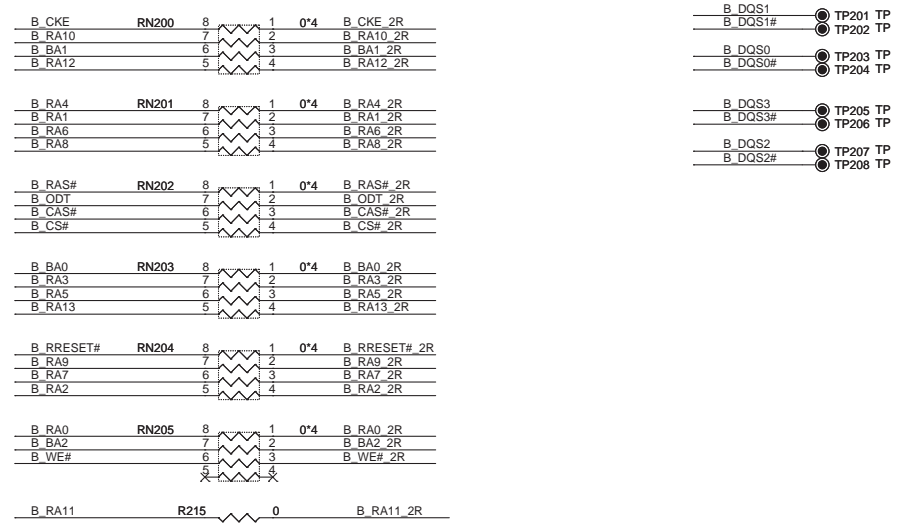 B_CKE RN200 8 1 0*4 B_CKE_2R
B_RA10 7 2 B_RA10_2R
B_BA1 6 3 B_BA1_2R
B_RA12 5 4 B_RA12_2R
B_RA4 RN201 8 1 0*4 B_RA4_2R
B_RA1 7 2 B_RA1_2R
B_RA6 6 3 B_RA6_2R
B_RA8 5 4 B_RA8_2R
B_RAS# RN202 8 1 0*4 B_RAS#_2R
B_ODT 7 2 B_ODT_2R
B_CAS# 6 3 B_CAS#_2R
B_CS# 5 4 B_CS#_2R
B_BA0 RN203 8 1 0*4 B_BA0_2R
B_RA3 7 2 B_RA3_2R
B_RA5 6 3 B_RA5_2R
B_RA13 5 4 B_RA13_2R
B_RRESET# RN204 8 1 0*4 B_RRESET#_2R
B_RA9 7 2 B_RA9_2R
B_RA7 6 3 B_RA7_2R
B_RA2 5 4 B_RA2_2R
B_RA0 RN205 8 1 0*4 B_RA0_2R
B_BA2 7 2 B_BA2_2R
B_WE# 6 3 B_WE#_2R
5 4
B_RA11 R215 0 B_RA11_2R
B_DQS1 TP201 TP
B_DQS1# TP202 TP
B_DQS0 TP203 TP
B_DQS0# TP204 TP
B_DQS3 TP205 TP
B_DQS3# TP206 TP
B_DQS2 TP207 TP
B_DQS2# TP208 TP